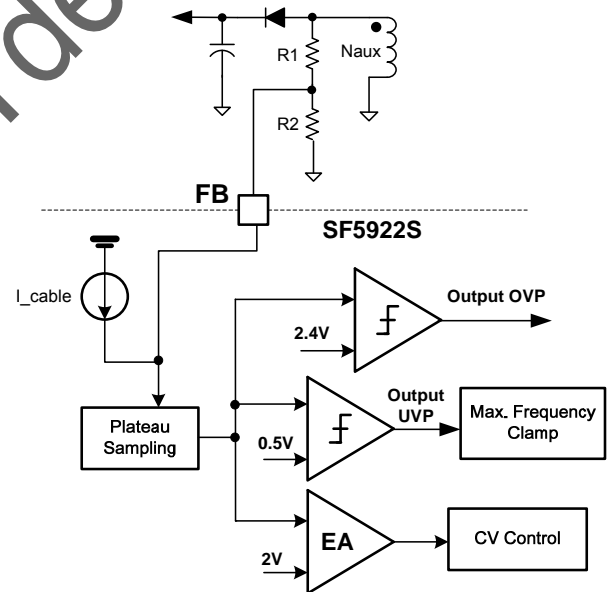 R1
Naux
R2
FB
SF5922S
I_cable
Output OVP
2.4V
Plateau
Sampling
Output
UVP
0.5V
Max. Frequency
Clamp
EA
2V
CV Control